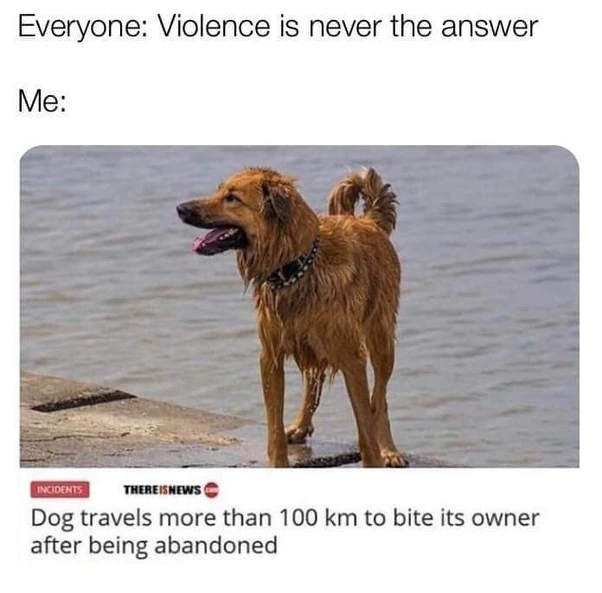 Everyone: Violence is never the answer
Me:
INCIDENTS THEREISNEWS
Dog travels more than 100 km to bite its owner
after being abandoned